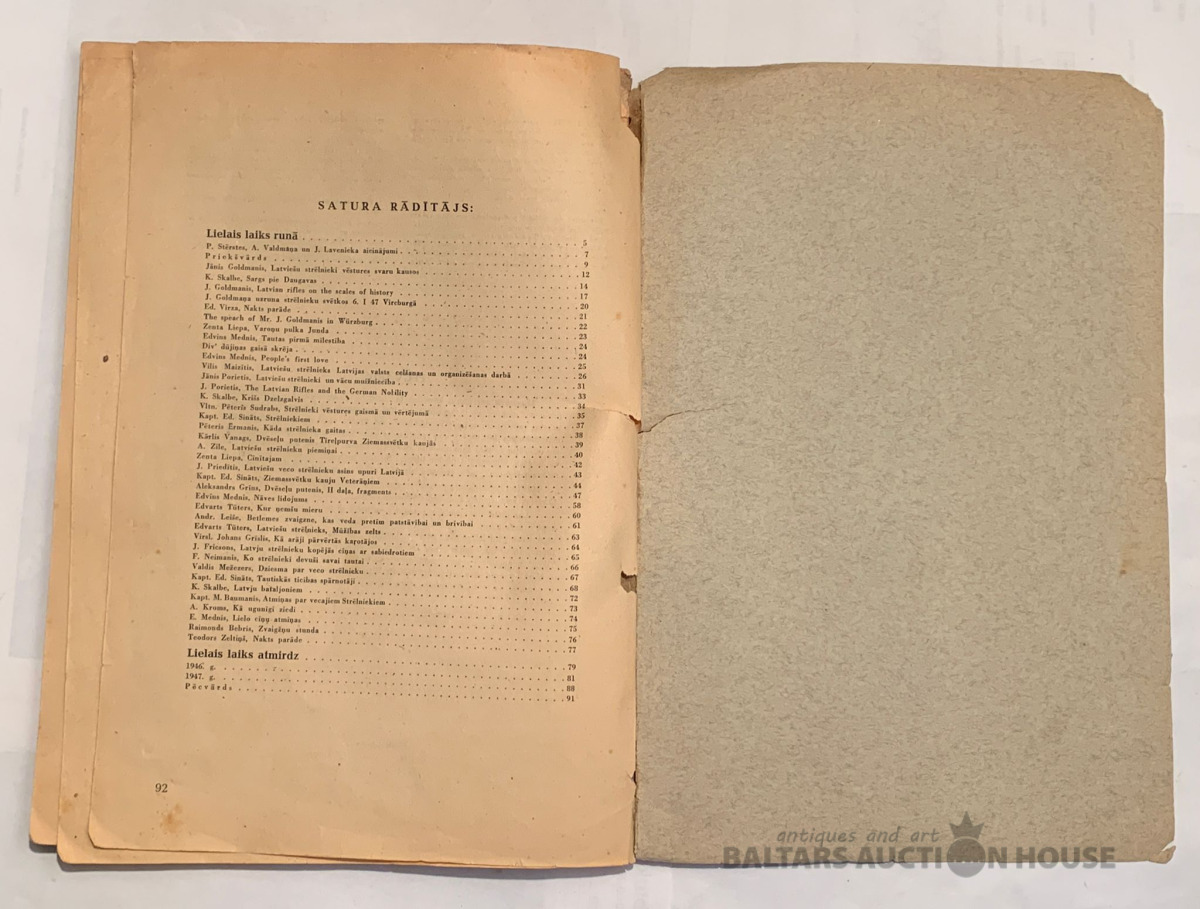 SATURA RĀDĪTĀJS:
Lielais laiks runā 5
P. Stērstes, A. Valdmaņa un J. Lavenieka aicinājumi 7
Priekšvārds 9
Jānis Goldmanis, Latviešu strēlnieki vēstures svaru kausos 12
K. Skalbe, Sargs pie Daugavas 14
J. Goldmanis, Latvian rifles on the scales of history 17
J. Goldmaņa uzruna strēlnieku svētkos 6. I 47 Vircburgā 20
Ed. Virza, Nakts parāde 21
The speach of Mr. J. Goldmanis in Würzburg 22
Zenta Liepa, Varoņu pulka Junda 23
Edvins Mednis, Tautas pirmā milestiba 24
Div' dūjiņas gaisā skrēja 24
Edvins Mednis, People's first love 25
Vilis Maizitis, Latviešu strēlnieks Latvijas valsts celšanas un organizēšanas darbā 26
Jānis Porietis, Latviešu strēlnieki un vācu muižniecība 31
J. Porietis, The Latvian Rifles and the German Nobility 33
K. Skalbe, Krišs Dzelzgalvis 34
Vltn. Pēteris Sudrabs, Strēlnieki vēstures gaismā un vērtējumā 35
Kapt. Ed. Sināts, Strēlniekiem 37
Pēteris Ērmanis, Kāda strēlnieka gaitas 38
Kārlis Vanags, Dvēseļu putenis Tīreļpurva Ziemassvētku kaujās 39
A. Zīle, Latviešu strēlnieku piemiņai 40
Zenta Liepa, Cīnītājam 42
J. Prieditis, Latviešu veco strēlnieku asins upuri Latvijā 43
Kapt. Ed. Sināts, Ziemassvētku kauju Veterāņiem 44
Aleksandrs Grins, Dvēseļu putenis, II daļa, fragments 47
Edvins Mednis, Nāves lidojums 58
Edvarts Tūters, Kur ņemšu mieru 60
Andr. Leiše, Betlemes zvaigzne, kas veda pretim patstāvībai un brivibai 61
Edvarts Tūters, Latviešu strēlnieks, Mūžības zelts 63
Virsl. Johans Grislis, Kā arāji pārvērtās karotājos 64
J. Fricsons, Latvju strēlnieku kopējās cīņas ar sabiedrotiem 65
F. Neimanis, Ko strēlnieki devuši savai tautai 66
Valdis Mežezers, Dziesma par veco strēlnieku 67
Kapt. Ed. Sināts, Tautiskās ticības spārnotāji 68
K. Skalbe, Latvju bataljoniem 72
Kapt. M. Baumanis, Atmiņas par vecajiem Strēlniekiem 73
A. Kroms, Kā ugunīgi ziedi 74
E. Mednis, Lielo cīņu atmiņas 75
Raimonds Bebris, Zvaigžņu stunda 76
Teodors Zeltiņš, Nakts parāde 77
Lielais laiks atmirdz 79
1946. g. 81
1947. g. 88
Pēcvārds 91
92
antiques and art
BALTARS AUCTION HOUSE